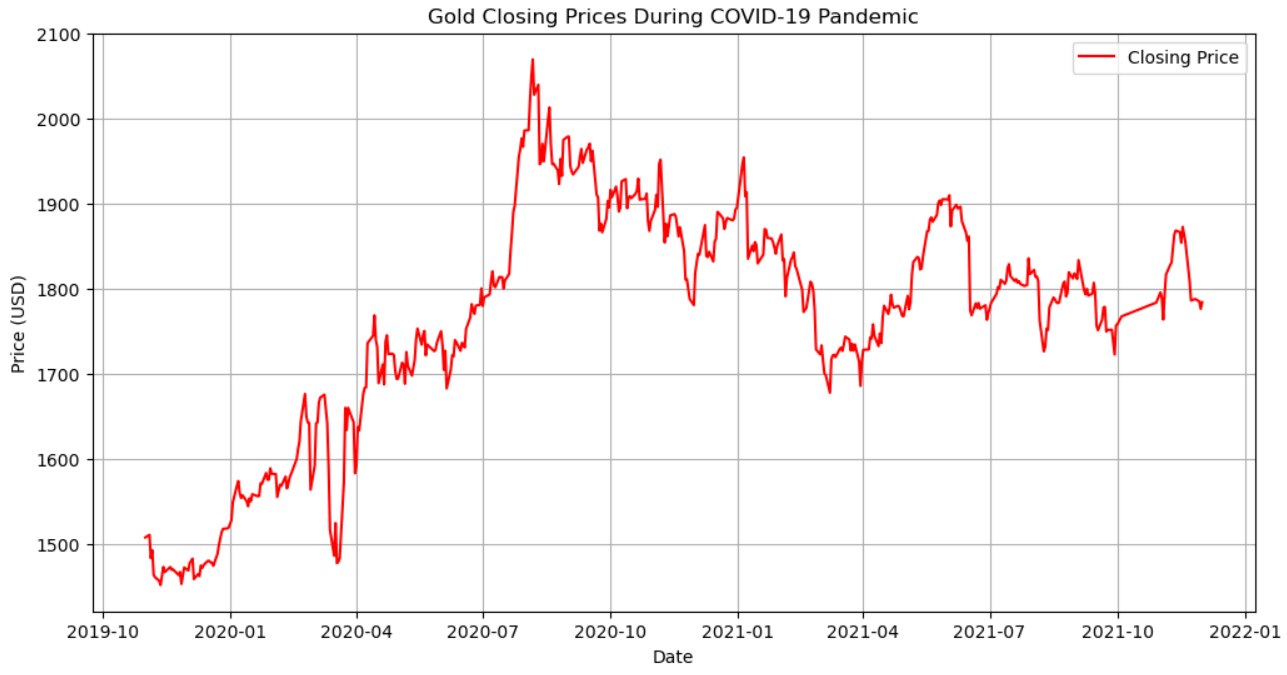 Gold Closing Prices During COVID-19 Pandemic
Closing Price
Price (USD)
2100
2000
1900
1800
1700
1600
1500
2019-10 2020-01 2020-04 2020-07 2020-10 2021-01 2021-04 2021-07 2021-10 2022-01
Date